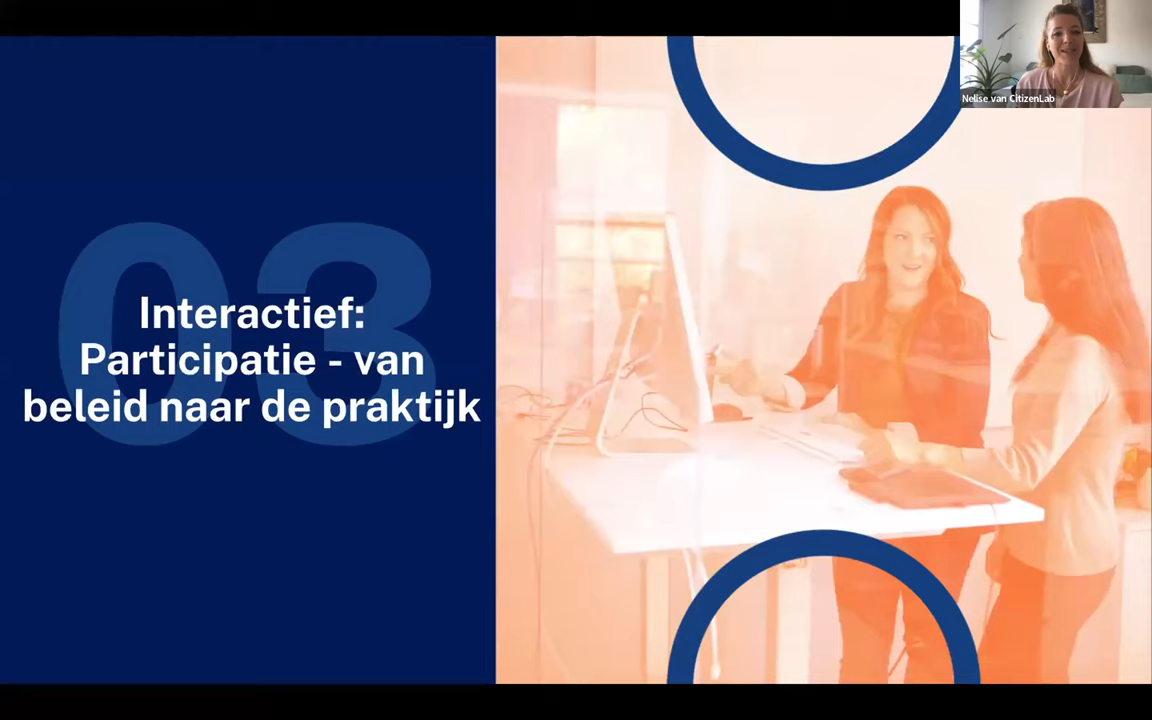 Nelise van CitizenLab
03
Interactief:
Participatie - van
beleid naar de praktijk